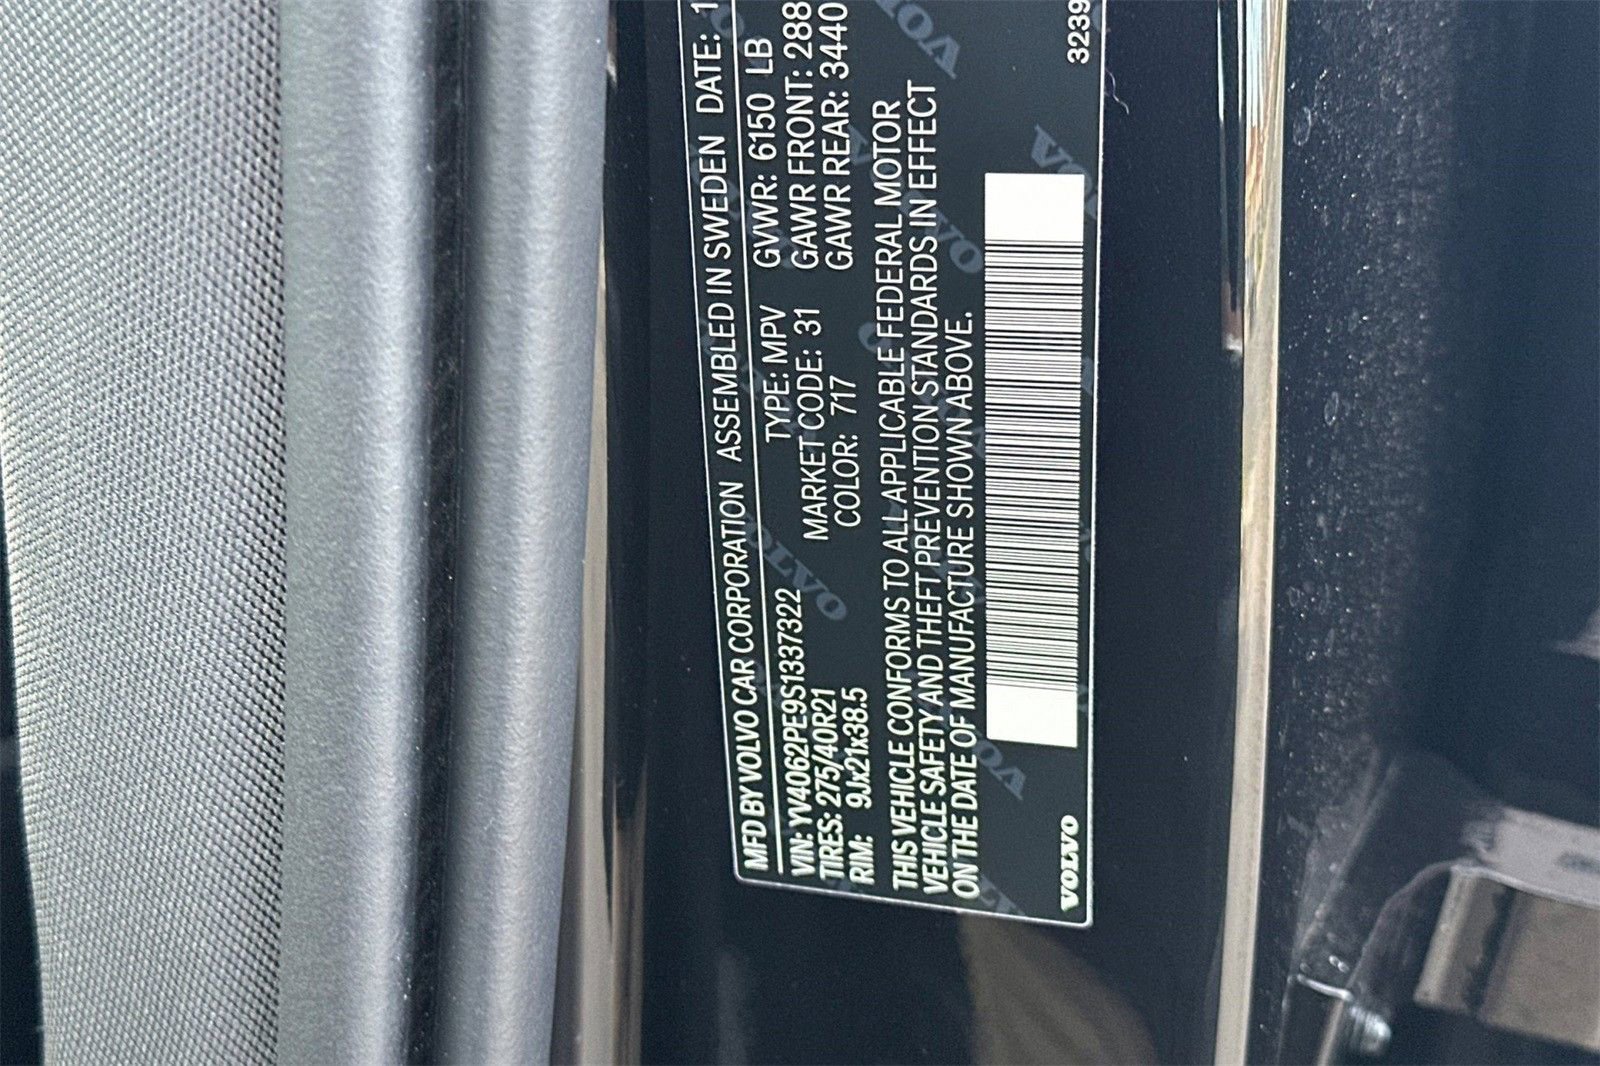 MFD BY VOLVO CAR CORPORATION ASSEMBLED IN SWEDEN DATE: 1
VIN: YV4062PE9S1337322 TYPE: MPV GVWR: 6150 LB
TIRES: 275/40R21 MARKET CODE: 31 GAWR FRONT: 288
RIM: 9Jx21x38.5 COLOR: 717 GAWR REAR: 3440
THIS VEHICLE CONFORMS TO ALL APPLICABLE FEDERAL MOTOR
VEHICLE SAFETY AND THEFT PREVENTION STANDARDS IN EFFECT
ON THE DATE OF MANUFACTURE SHOWN ABOVE.
VOLVO 3239